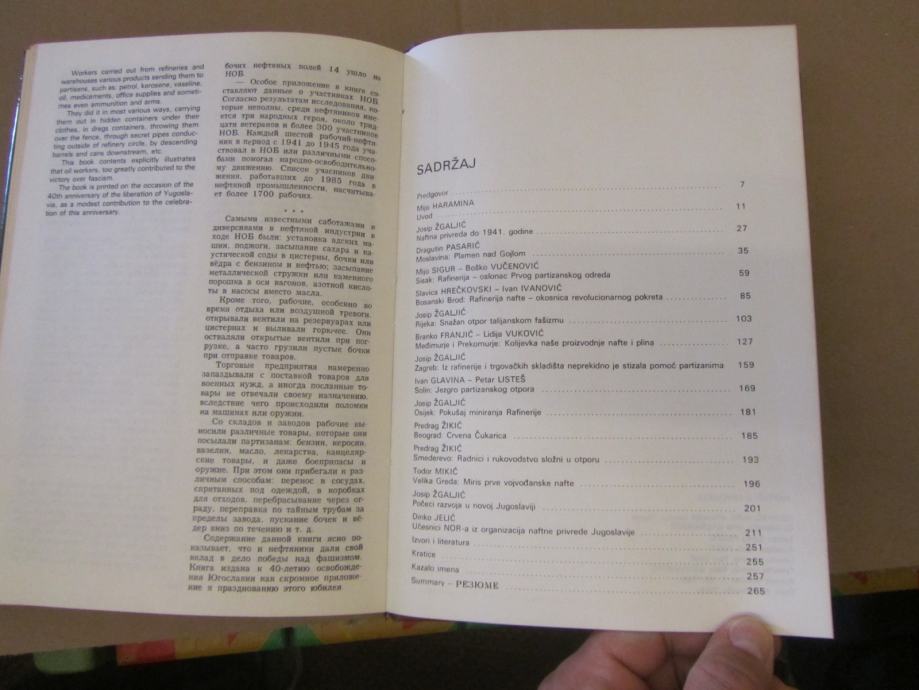 Workers carried out from refineries and
warehouses various products sending them to
partisans, such as: petrol, kerosene, vaseline,
oil, medicaments, office supplies and someti-
mes even ammunition and arms.
They did it in most various ways, carrying
them out in hidden containers under their
clothes, in dregs containers, throwing them
over the fence, through secret pipes conduc-
ting outside of refinery circle, by descending
barrels and cans downstream, etc.
This book contents explicitly illustrates
that oil workers, too greatly contributed to the
victory over fascism.
The book is printed on the occasion of the
40th anniversary of the liberation of Yugosla-
via, as a modest contribution to the celebra-
tion of this anniversary.
бочих нефтяных полей 14 ушло на
НОВ.
— Особое приложение в книге со-
ставляют данные о участниках НОБ.
Согласно результатам исследования, ко-
торые неполны, среди нефтяников име-
ется три народных героя, около трид-
цати ветеранов и более 300 участников
НОВ. Каждый шестой рабочий-нефтя-
ник в период с 1941 до 1945 года уча-
ствовал в НОБ или различными спосо-
бами помогал народно-освободительно-
му движению. Список участников дви-
жения, работавших до 1985 года в
нефтяной промышленности, насчитыва-
ет более 1700 рабочих.
* * *
Самыми известными саботажами и
диверсиями в нефтяной индустрии в
ходе НОБ были: установка адских ма-
шин, поджоги, засыпание сахара и ка-
устической соды в цистерны, бочки или
вёдра с бензином и нефтью; засыпание
металлической стружки или каменного
порошка в оси вагонов, азотной кисло-
ты в насосы вместо масла.
Кроме того, рабочие, особенно во
время отдыха или воздушной тревоги,
открывали вентили на резервуарах или
цистернах и выливали горючее. Они
оставляли открытые вентили при пог-
рузке, а часто грузили пустые бочки
при отправке товаров.
Торговые предприятия намеренно
запаздывали с поставкой товаров для
военных нужд, а иногда посланные то-
вары не отвечали своему назначению,
вследствие чего происходили поломки
на машинах или оружии.
Со складов и заводов рабочие вы-
носили различные товары, которые они
посылали партизанам: бензин, керосин,
вазелин, масло, лекарства, канцеляр-
ские товары, и даже боеприпасы и
оружие. При этом они прибегали к раз-
личным способам: перенос в сосудах,
спрятанных под одеждой, в коробках
для отходов, перебрасывание через ог-
раду, переправка по тайным трубам за
пределы завода, пускание бочек и вё-
дер вниз по течению и т. д.
Содержание данной книги ясно по-
казывает, что и нефтяники дали свой
вклад в дело победы над фашизмом.
Книга издана к 40-летию освобожде-
ния Югославии как скромное приложе-
ние к празднованию этого юбилея
SADRŽAJ
Predgovor 7
Mijo HARAMINA
Uvod 11
Josip ŽGALJIĆ
Naftna privreda do 1941. godine 27
Dragutin PASARIĆ
Moslavina: Plamen nad Gojlom 35
Mijo SIGUR – Boško VUČENOVIĆ
Sisak: Rafinerija – oslonac Prvog partizanskog odreda 59
Slavica HREČKOVSKI – Ivan IVANOVIĆ
Bosanski Brod: Rafinerija nafte – okosnica revolucionarnog pokreta 85
Josip ŽGALJIĆ
Rijeka: Snažan otpor talijanskom fašizmu 103
Branko FRANJIĆ – Lidija VUKOVIĆ
Međimurje i Prekomurje: Kolijevka naše proizvodnje nafte i plina 127
Josip ŽGALJIĆ
Zagreb: Iz rafinerije i trgovačkih skladišta neprekidno je stizala pomoć partizanima 159
Ivan GLAVINA – Petar LISTEŠ
Solin: Jezgro partizanskog otpora 169
Josip ŽGALJIĆ
Osijek: Pokušaj miniranja Rafinerije 181
Predrag ŽIKIĆ
Beograd: Crvena Čukarica 185
Predrag ŽIKIĆ
Smederevo: Radnici i rukovodstvo složni u otporu 193
Todor MIKIĆ
Velika Greda: Miris prve vojvođanske nafte 196
Josip ŽGALJIĆ
Počeci razvoja u novoj Jugoslaviji 201
Dinko JELIĆ
Učesnici NOR-a iz organizacija naftne privrede Jugoslavije 211
Izvori i literatura 251
Kratice 255
Kazalo imena 257
Summary – РЕЗЮМЕ 265